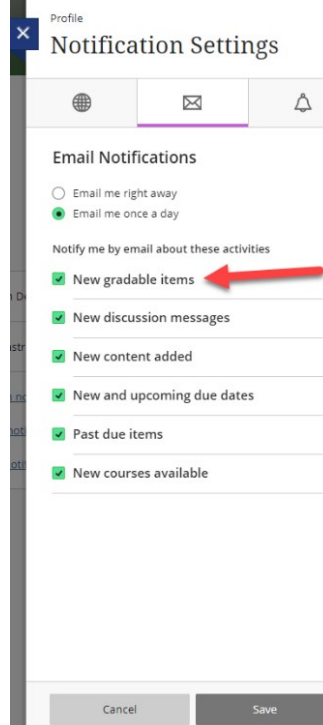 Profile
Notification Settings
Email Notifications
Email me right away
Email me once a day
Notify me by email about these activities
New gradable items
New discussion messages
New content added
New and upcoming due dates
Past due items
New courses available
Cancel
Save